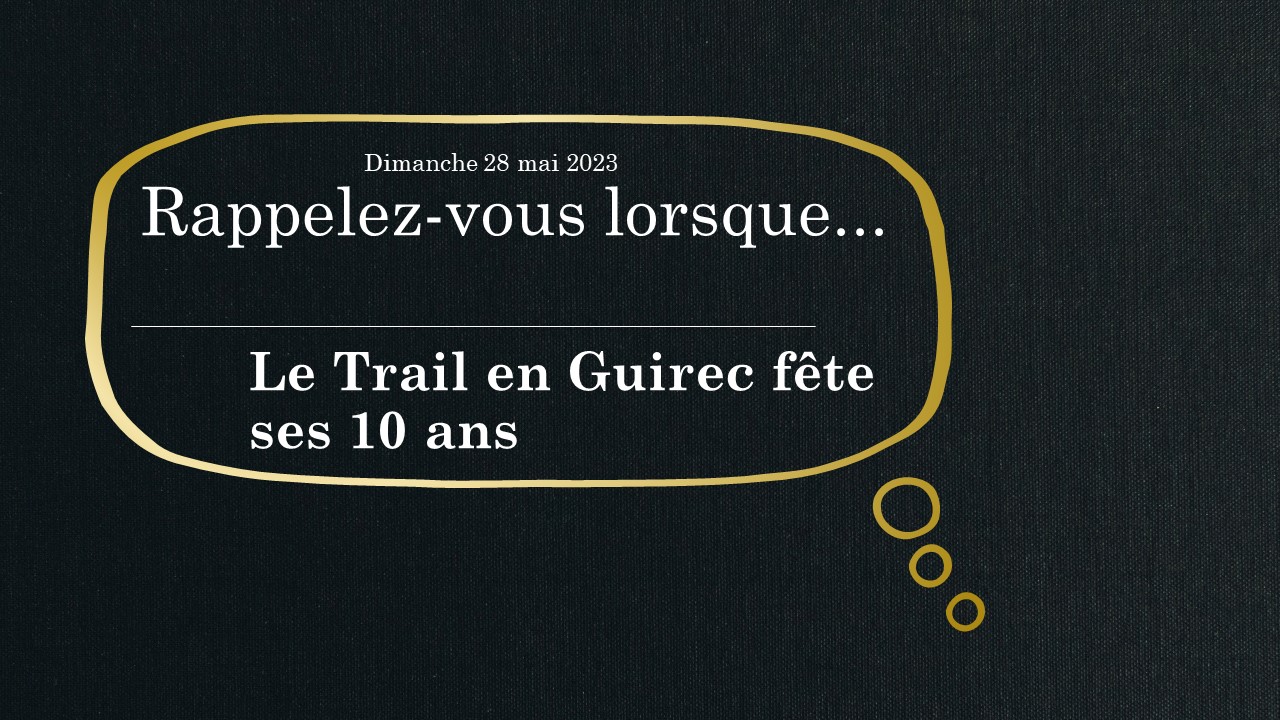 Dimanche 28 mai 2023
Rappelez-vous lorsque...
Le Trail en Guirec fête
ses 10 ans